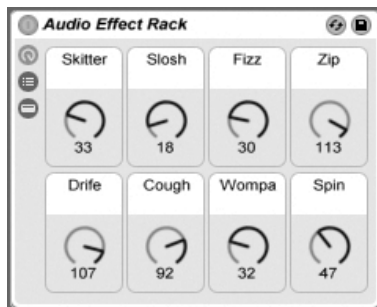 Audio Effect Rack
Skitter Slosh Fizz Zip
33 18 30 113
Drife Cough Wompa Spin
107 92 32 47